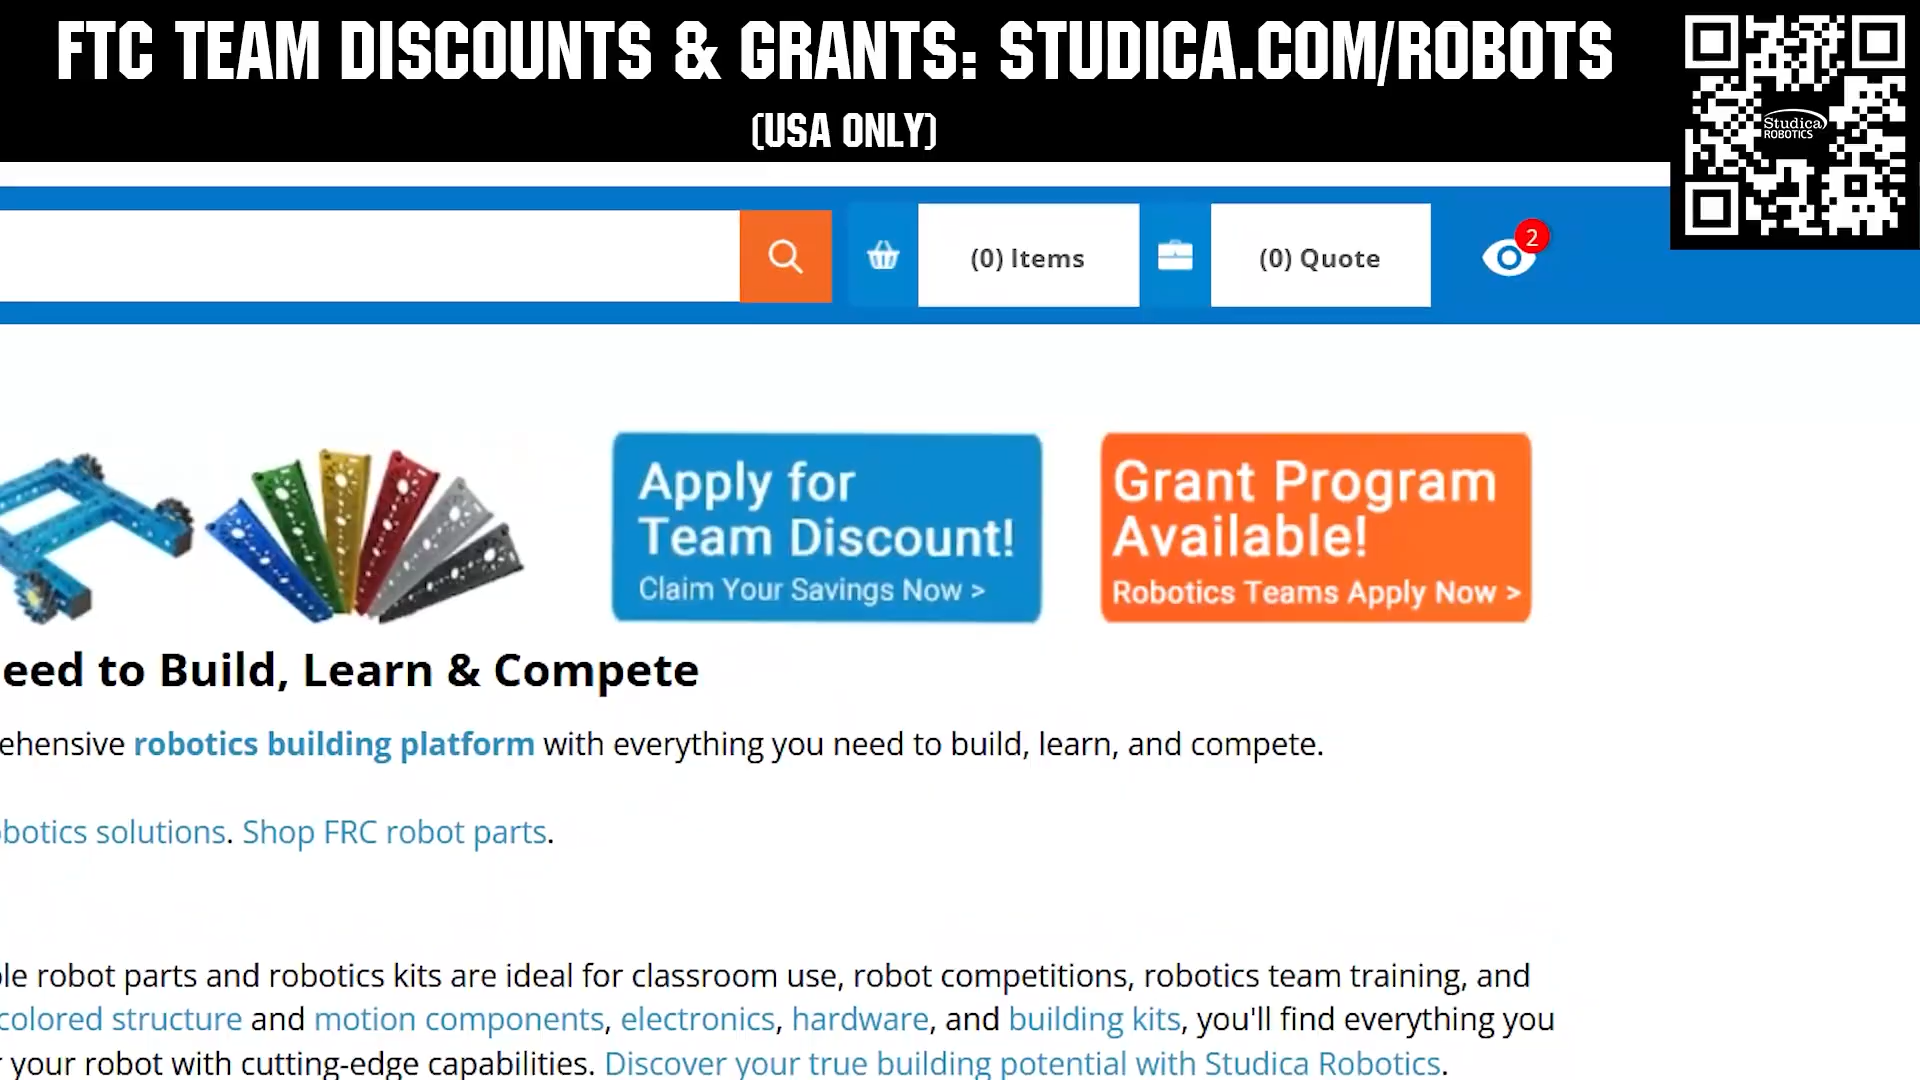 FTC TEAM DISCOUNTS & GRANTS: STUDICA.COM/ROBOTS
(USA ONLY)
Studica
ROBOTICS
(0) Items
(0) Quote
2
Apply for
Team Discount!
Claim Your Savings Now >
Grant Program
Available!
Robotics Teams Apply Now >
eed to Build, Learn & Compete
ehensive robotics building platform with everything you need to build, learn, and compete.
obotics solutions. Shop FRC robot parts.
le robot parts and robotics kits are ideal for classroom use, robot competitions, robotics team training, and
colored structure and motion components, electronics, hardware, and building kits, you'll find everything you
r your robot with cutting-edge capabilities. Discover your true building potential with Studica Robotics.